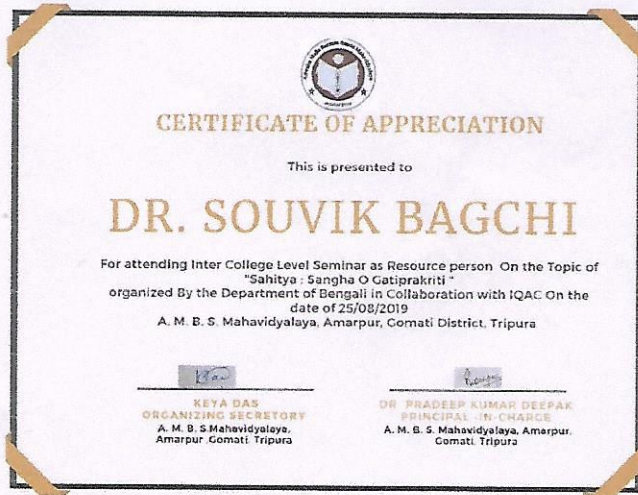 CERTIFICATE OF APPRECIATION
This is presented to
DR. SOUVIK BAGCHI
For attending Inter College Level Seminar as Resource person On the Topic of
"Sahitya : Sangha O Gatiprakriti "
organized By the Department of Bengali in Collaboration with IQAC On the
date of 25/08/2019
A. M. B. S. Mahavidyalaya, Amarpur, Gomati District, Tripura
KEYA DAS
ORGANIZING SECRETORY
A. M. B. S.Mahavidyalaya,
Amarpur .Gomati. Tripura
DR. PRADEEP KUMAR DEEPAK
PRINCIPAL -IN-CHARGE
A. M. B. S. Mahavidyalaya, Amarpur.
Gomati. Tripura